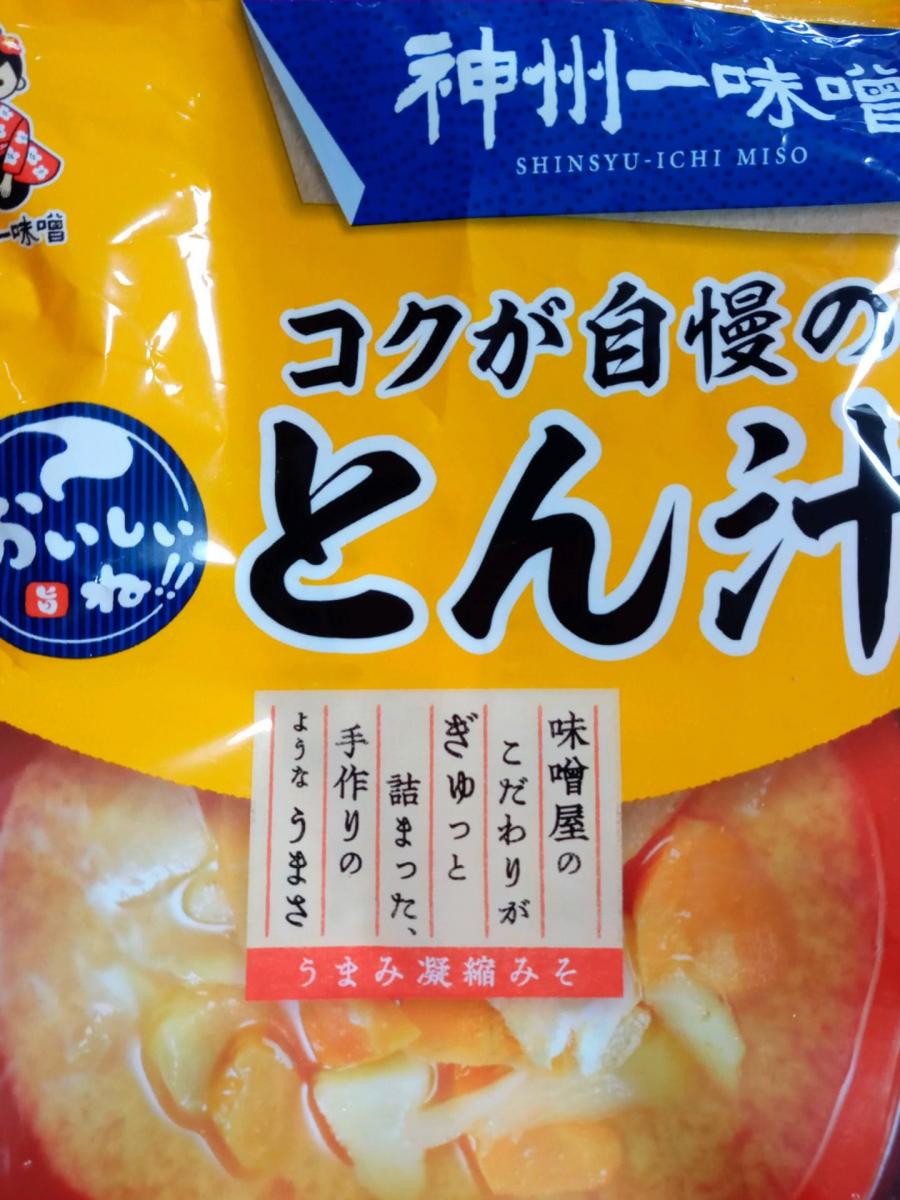 神州一味噌
SHINSYU-ICHI MISO
一味噌
コクが自慢の
とん汁
おいしい
ね!!
旨
味噌屋の
こだわりが
ぎゅっと
詰まった、
手作りの
ような うまさ
うまみ凝縮みそ